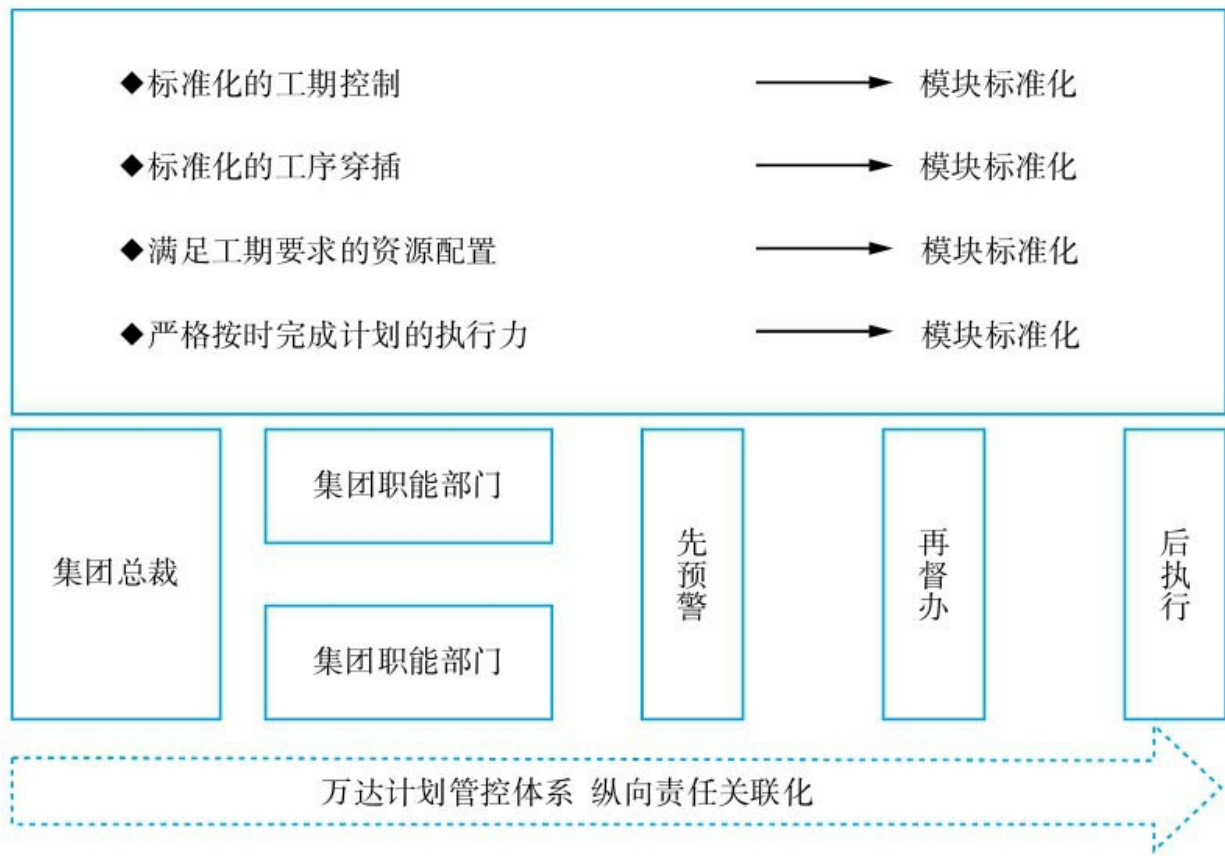 ◆标准化的工期控制 模块标准化
◆标准化的工序穿插 模块标准化
◆满足工期要求的资源配置 模块标准化
◆严格按时完成计划的执行力 模块标准化
集团总裁
集团职能部门
集团职能部门
先预警
再督办
后执行
万达计划管控体系 纵向责任关联化